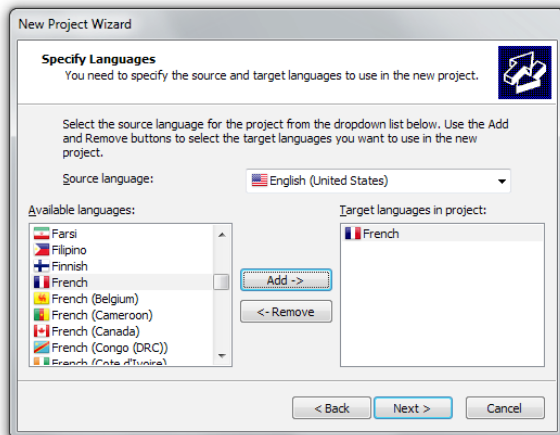 New Project Wizard
Specify Languages
You need to specify the source and target languages to use in the new project.
Select the source language for the project from the dropdown list below. Use the Add
and Remove buttons to select the target languages you want to use in the new
project.
Source language:
English (United States)
Available languages:
Target languages in project:
Farsi
Filipino
Finnish
French
French (Belgium)
French (Cameroon)
French (Canada)
French (Congo (DRC))
French (Cote d'Ivoire)
Add ->
<- Remove
French
< Back
Next >
Cancel